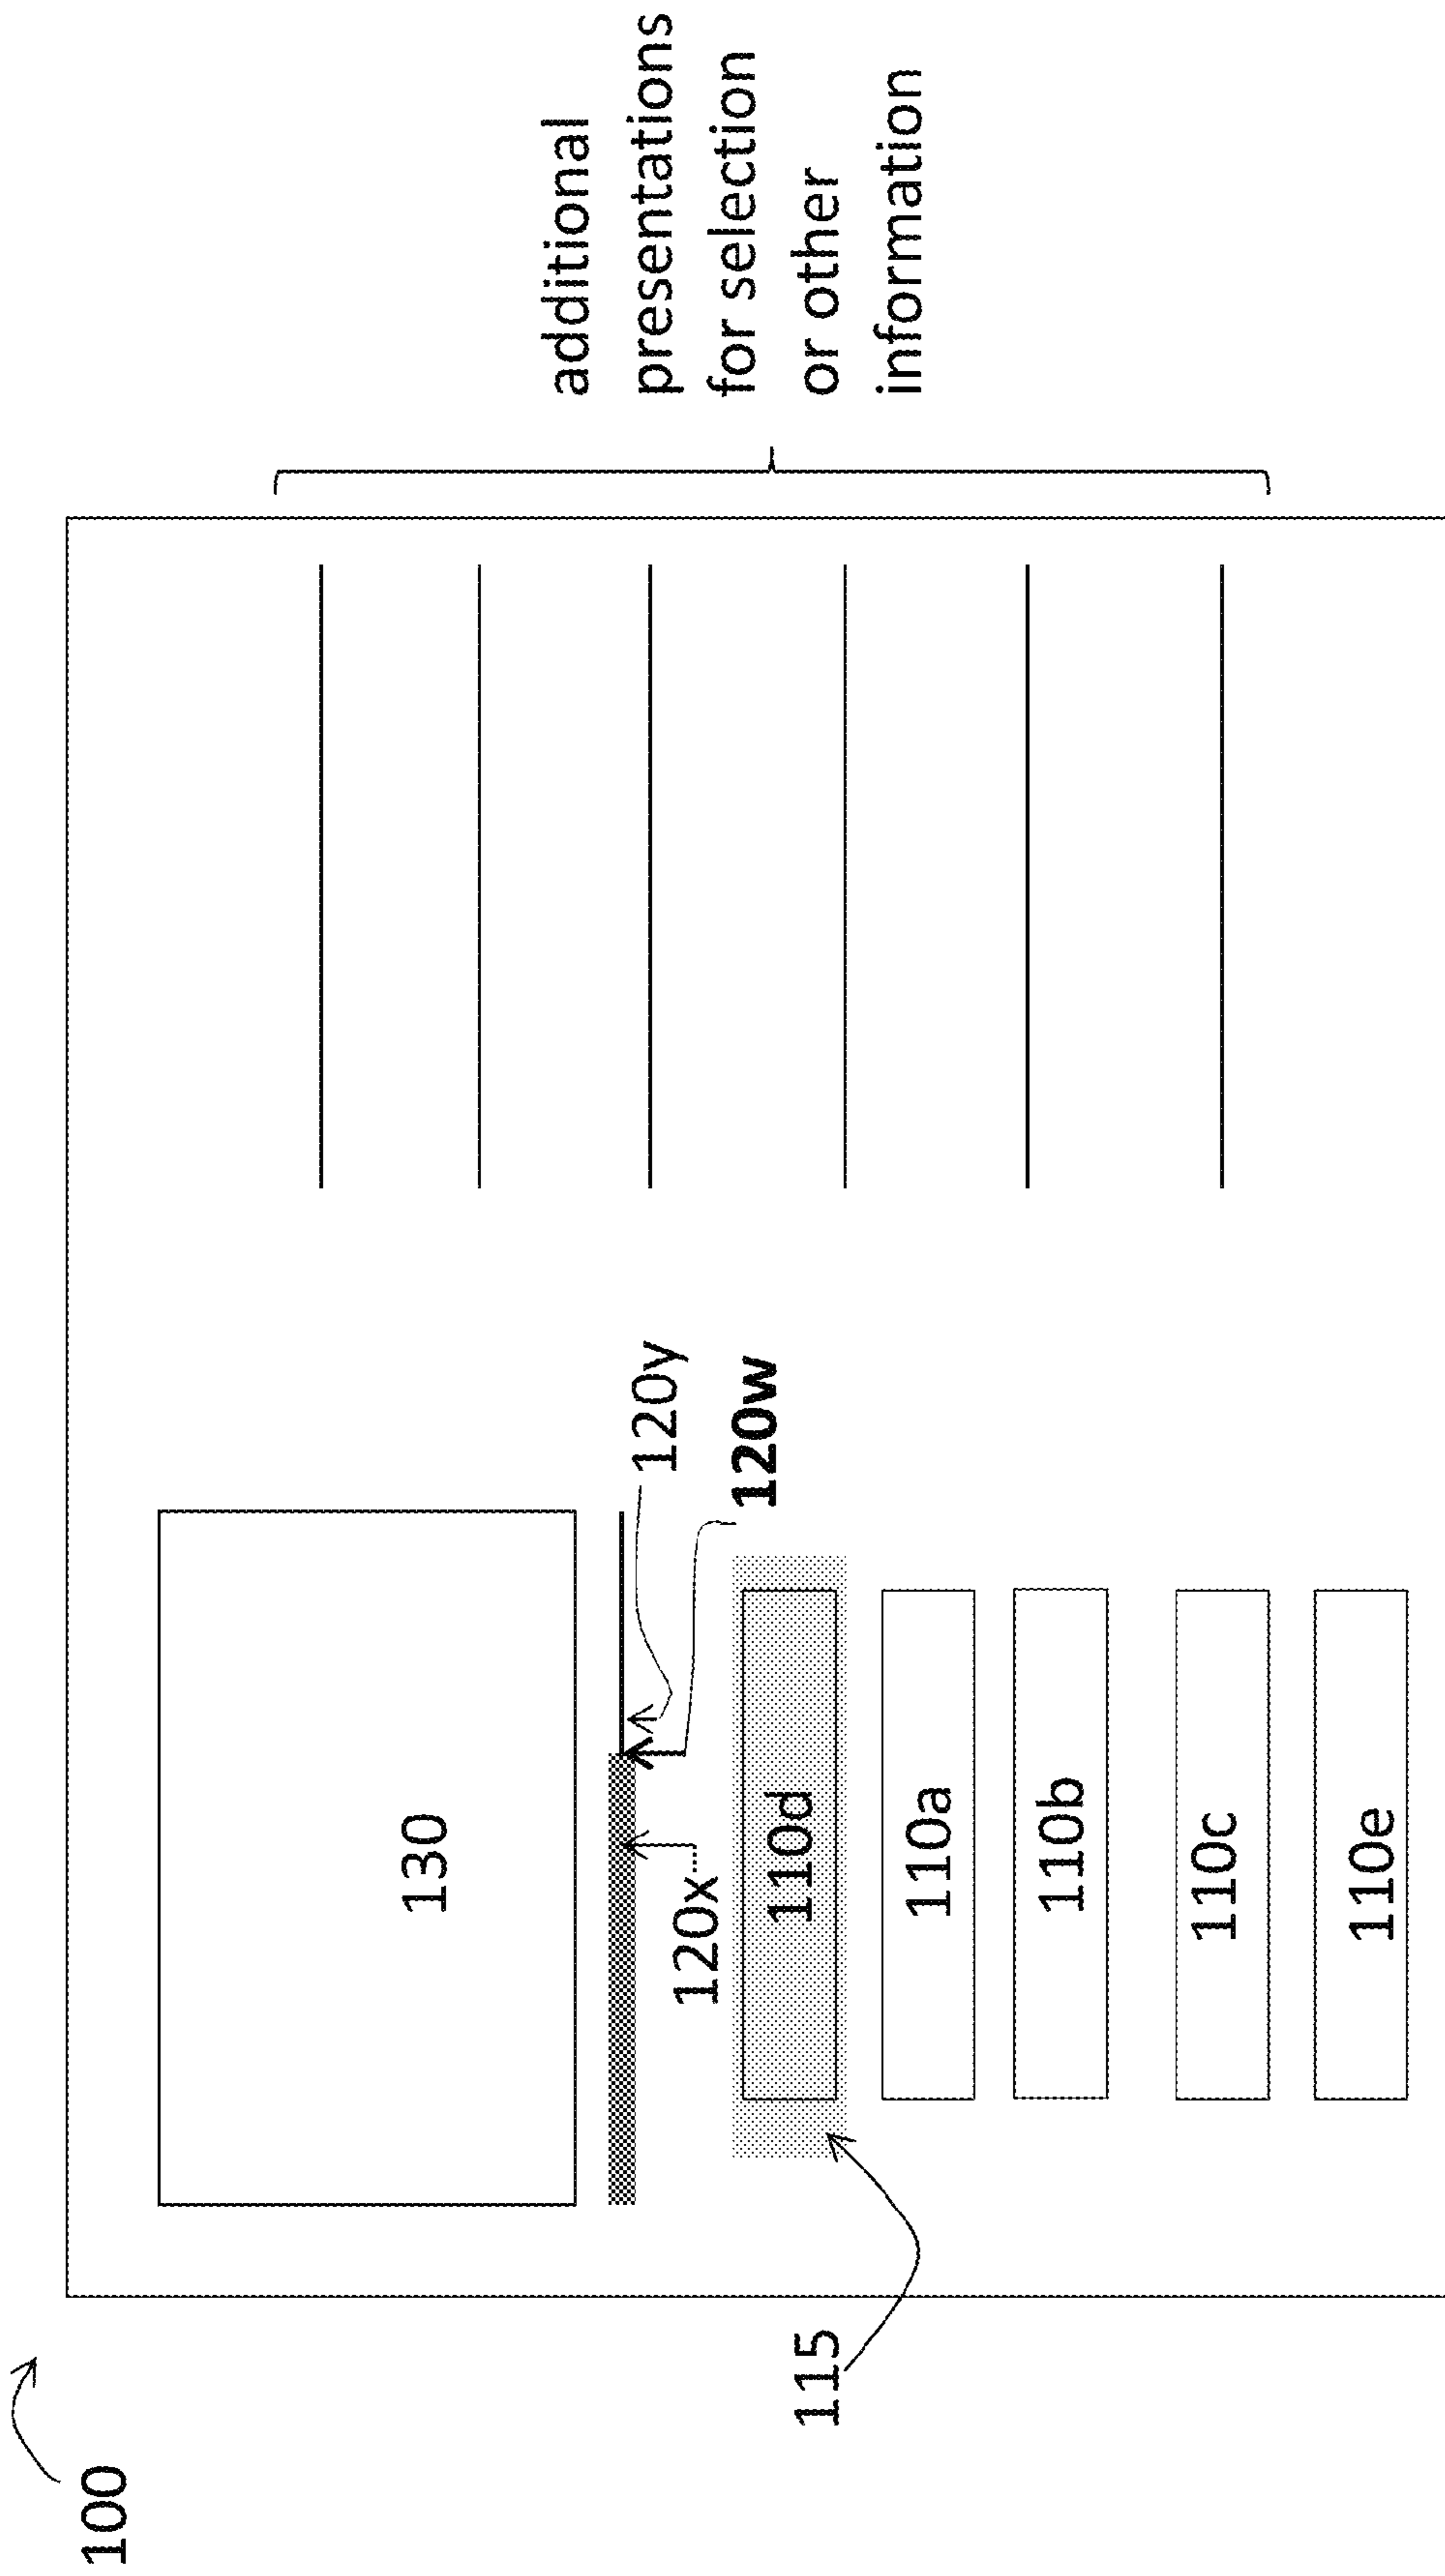 100
130
120x
120y
120w
115
110d
110a
110b
110c
110e
additional
presentations
for selection
or other
information